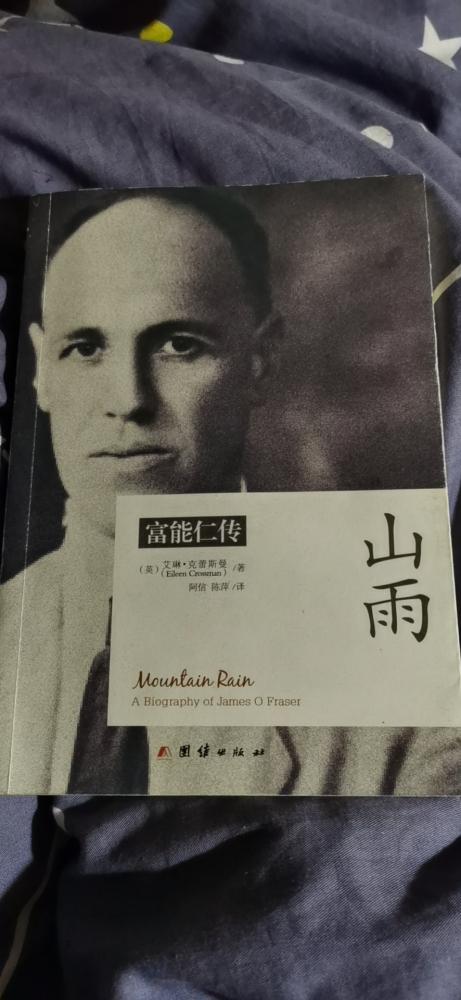 富能仁传
(英) 艾琳·克蕾斯曼 /著
(Eileen Crossman)
阿信 陈萍 /译
山雨
Mountain Rain
A Biography of James O Fraser
团结出版社